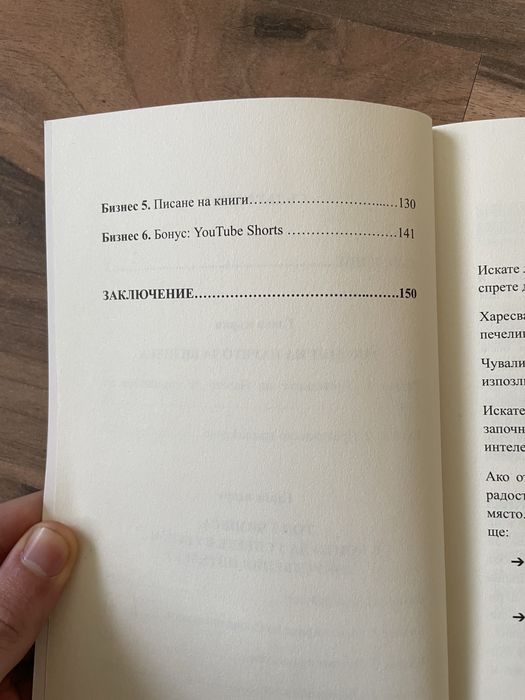 Бизнес 5. Писане на книги……………………………..…130
Бизнес 6. Бонус: YouTube Shorts …………………………141
ЗАКЛЮЧЕНИЕ……………………………………..…….150
Искате
спрете
Харесва
печели
Чували
използ
Искате
започн
интеле
Ако от
радост
място.
ще:
➔
➔